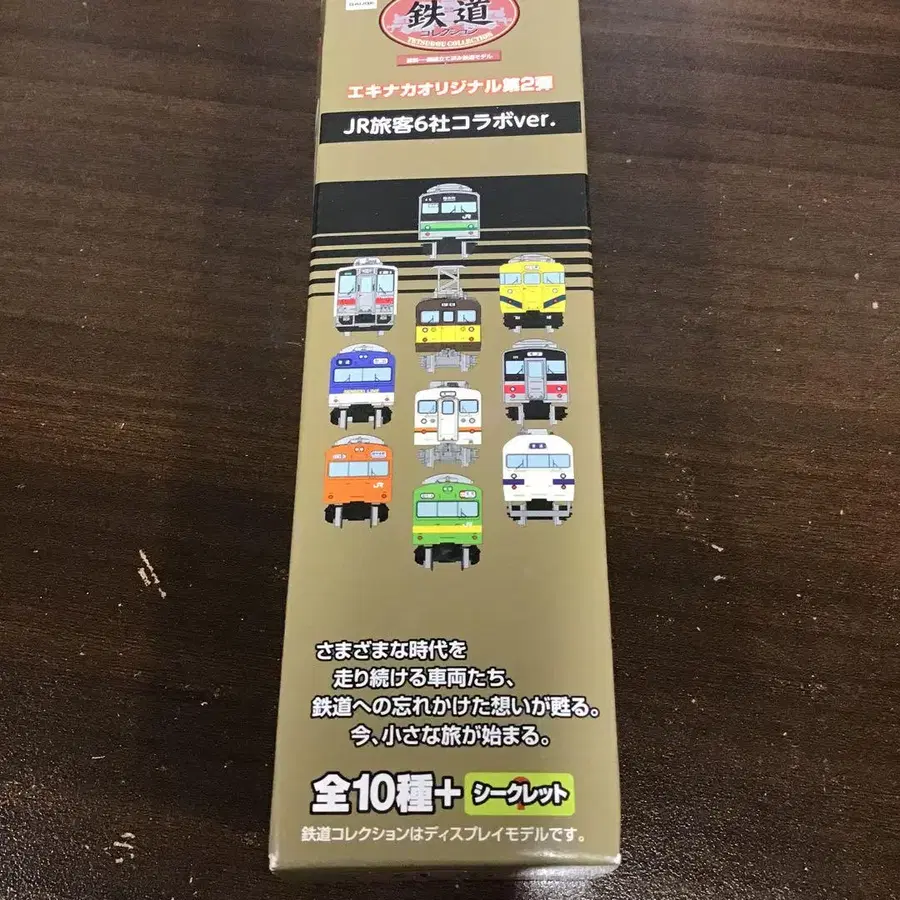 鉄道
コレクション
TETSUDOU COLLECTION
エキナカオリジナル第2弾
JR旅客6社コラボver.
JR
JR
JR
さまざまな時代を
走り続ける車両たち、
鉄道への忘れかけた想いが甦る。
今、小さな旅が始まる。
全10種+ シークレット
鉄道コレクションはディスプレイモデルです。